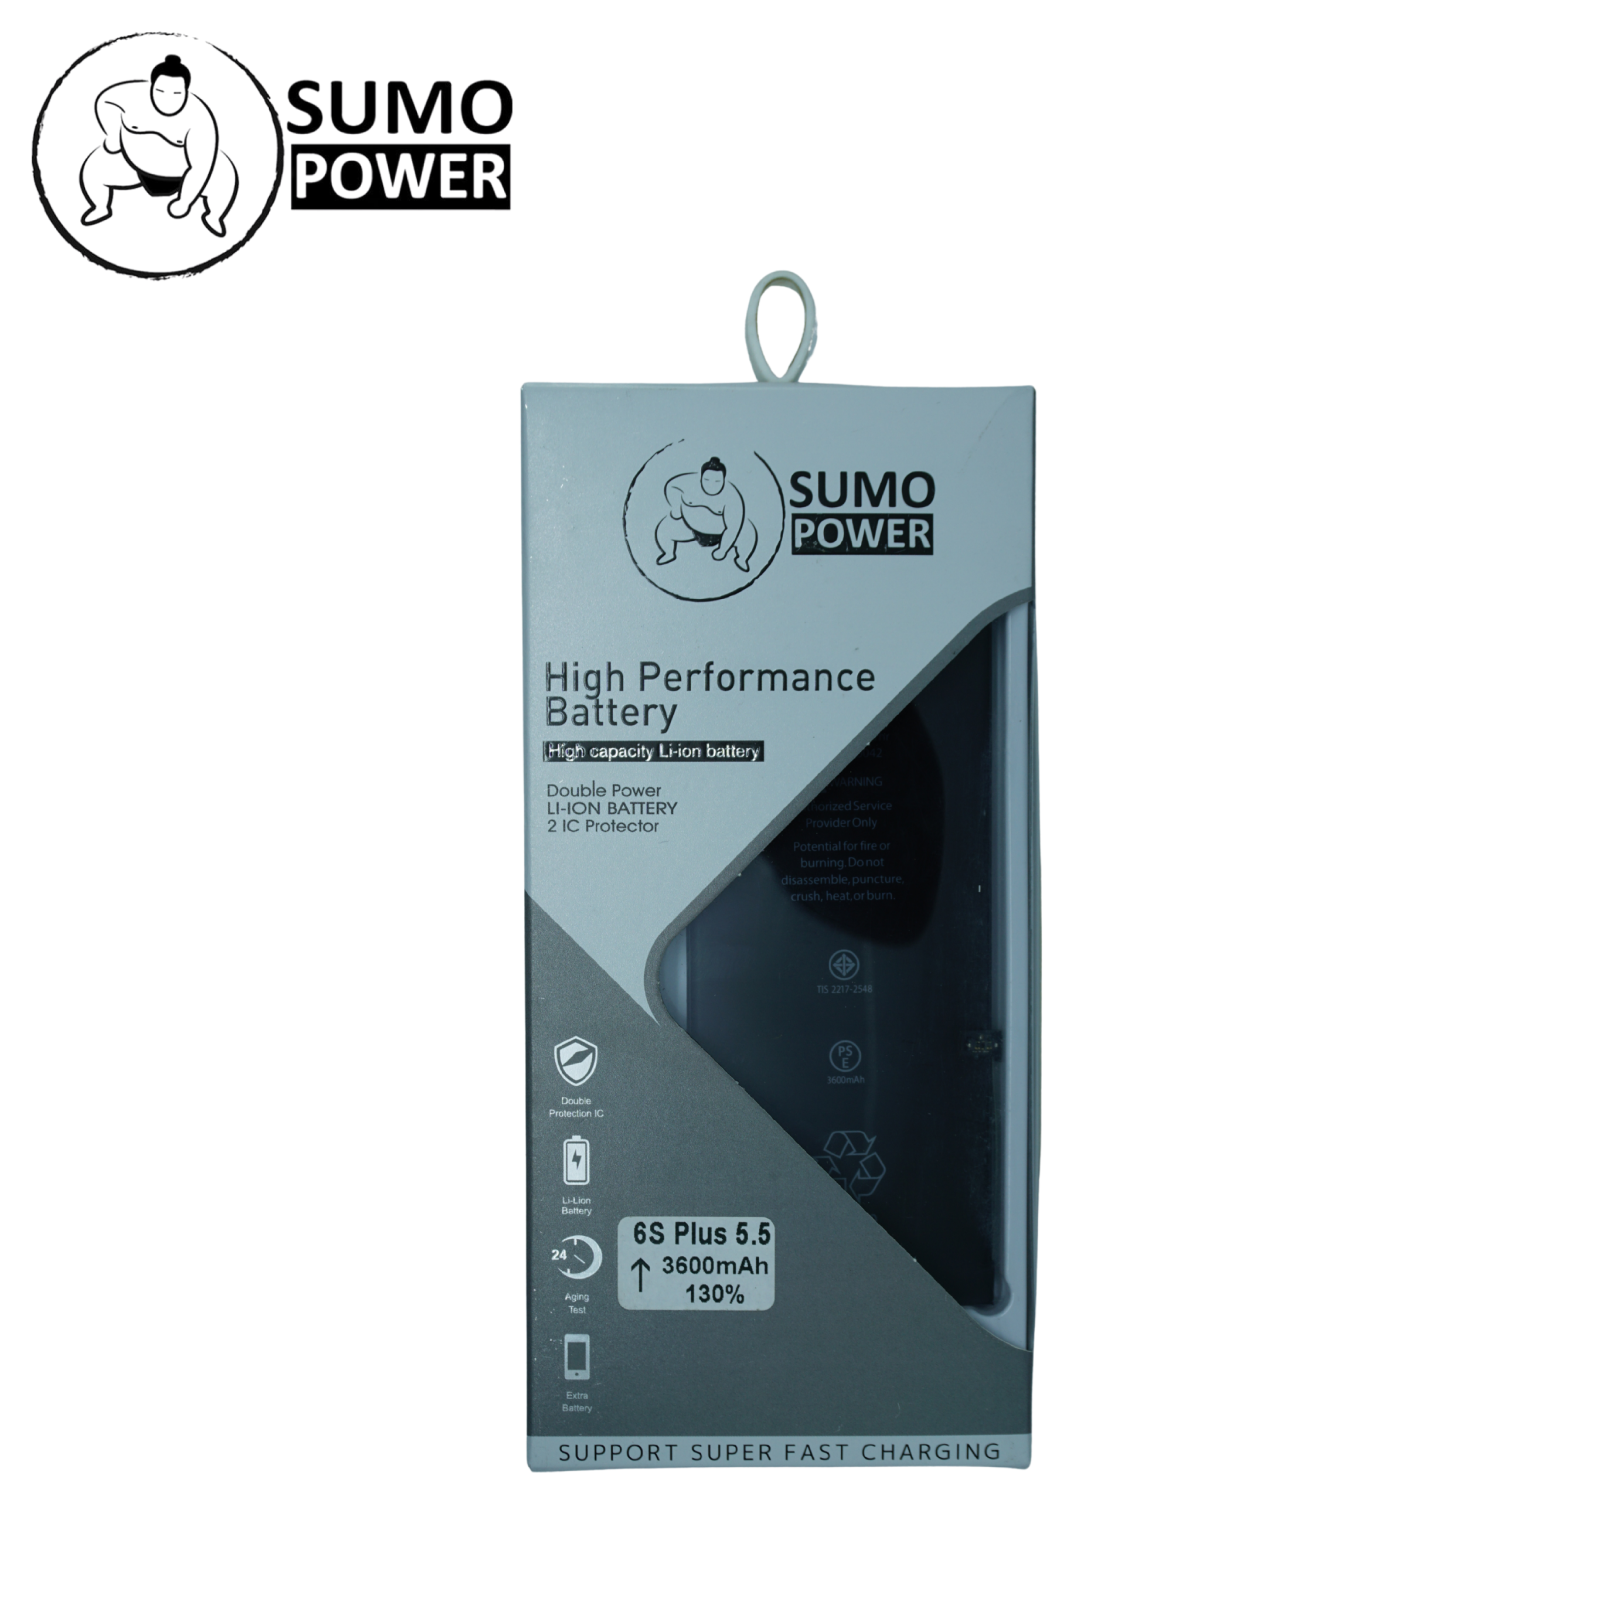 SUMO
POWER
SUMO
POWER
High Performance
Battery
High capacity Li-ion battery
Double Power
LI-ION BATTERY
2 IC Protector
WARNING
Service
Provider Only
Potential for fire or
burning. Do not
disassemble, puncture,
crush, heat, or burn.
TIS 2217-2548
PS
E
3600mAh
Double
Protection IC
Li-Lion
Battery
24
Aging
Test
Extra
Battery
6S Plus 5.5
↑ 3600mAh
130%
SUPPORT SUPER FAST CHARGING